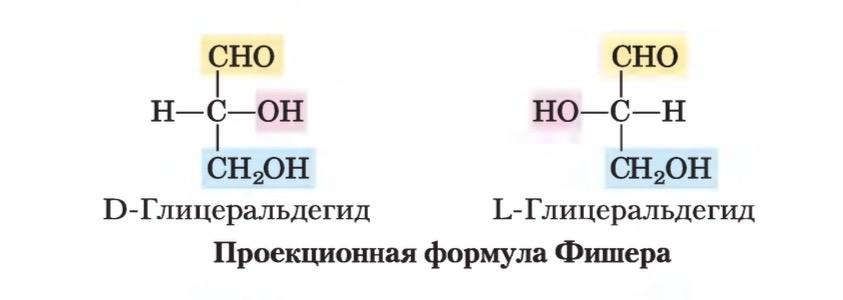 CHO CHO
H—C—OH HO—C—H
CH₂OH CH₂OH
D-Глицеральдегид L-Глицеральдегид
Проекционная формула Фишера